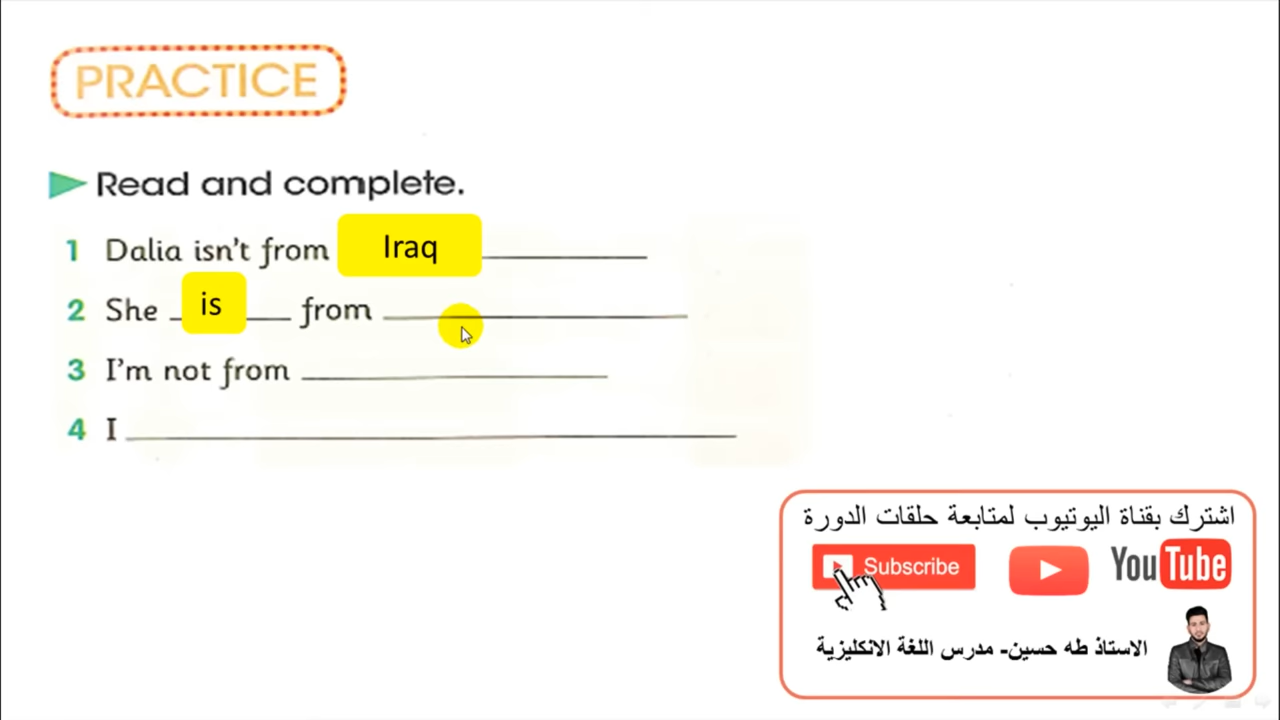 PRACTICE
Read and complete.
1 Dalia isn't from Iraq
2 She is from
3 I'm not from
4 I
اشترك بقناة اليوتيوب لمتابعة حلقات الدورة
Subscribe
YouTube
الاستاذ طه حسين- مدرس اللغة الانكليزية